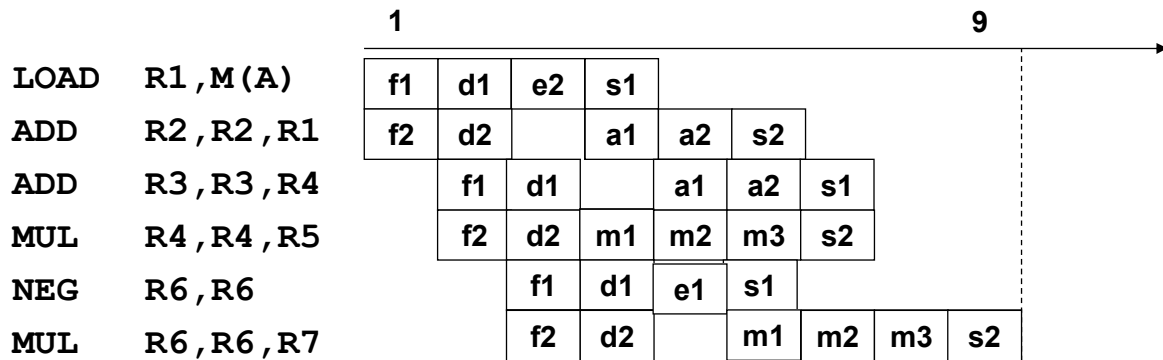 1 9
LOAD R1,M(A) f1 d1 e2 s1
ADD R2,R2,R1 f2 d2 a1 a2 s2
ADD R3,R3,R4 f1 d1 a1 a2 s1
MUL R4,R4,R5 f2 d2 m1 m2 m3 s2
NEG R6,R6 f1 d1 e1 s1
MUL R6,R6,R7 f2 d2 m1 m2 m3 s2